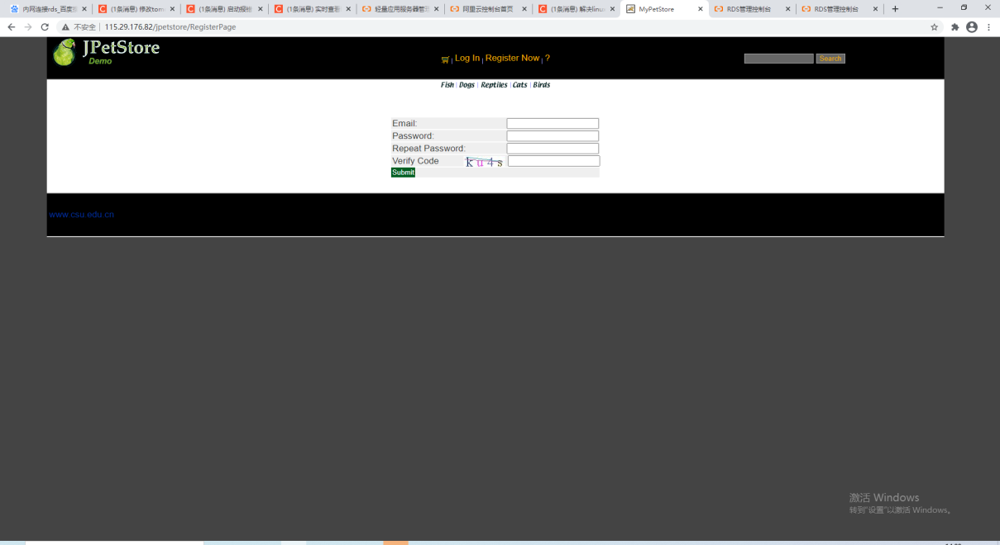 内网连接rds_百度
(1条消息) 修改tom
(1条消息) 启动报
(1条消息) 实时查看
轻量应用服务器管
阿里云控制台首页
(1条消息) 解决linu
MyPetStore
RDS管理控制台
RDS管理控制台
不安全 | 115.29.176.82/jpetstore/RegisterPage
JPetStore
Demo
Log In | Register Now | ?
Search
Fish | Dogs | Reptiles | Cats | Birds
Email:
Password:
Repeat Password:
Verify Code ku4s
Submit
www.csu.edu.cn
激活 Windows
转到"设置"以激活 Windows。